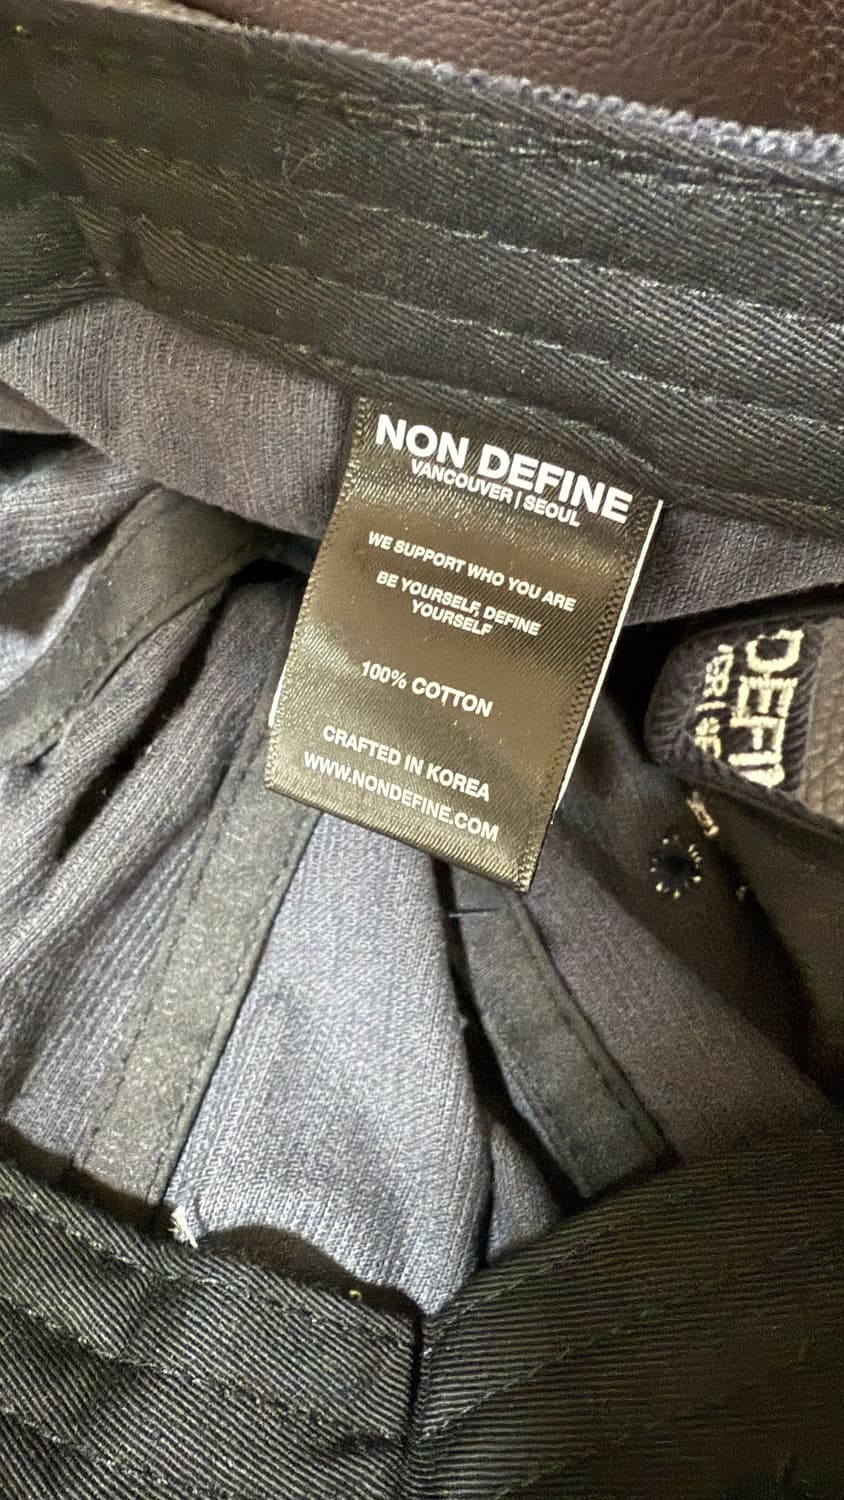 NON DEFINE
VANCOUVER | SEOUL
WE SUPPORT WHO YOU ARE
BE YOURSELF, DEFINE
YOURSELF
100% COTTON
CRAFTED IN KOREA
WWW.NONDEFINE.COM